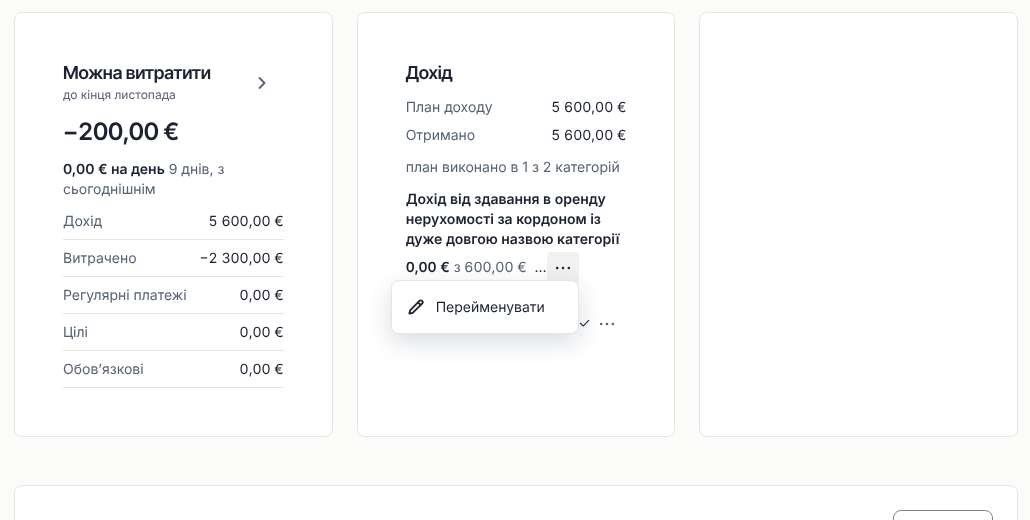 Можна витратити
до кінця листопада
−200,00 €
0,00 € на день 9 днів, з
сьогоднішнім
Дохід 5 600,00 €
Витрачено −2 300,00 €
Регулярні платежі 0,00 €
Цілі 0,00 €
Обов’язкові 0,00 €
Дохід
План доходу 5 600,00 €
Отримано 5 600,00 €
план виконано в 1 з 2 категорій
Дохід від здавання в оренду
нерухомості за кордоном із
дуже довгою назвою категорії
0,00 € з 600,00 € ...
Перейменувати